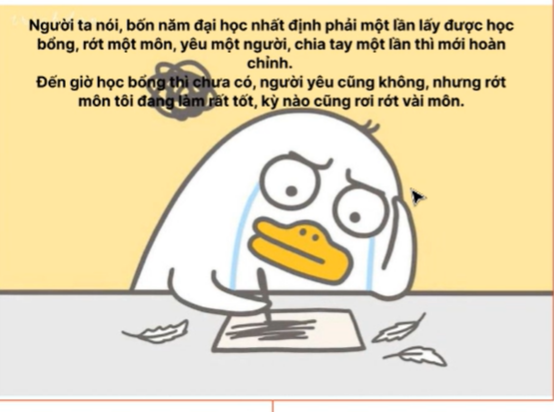 Người ta nói, bốn năm đại học nhất định phải một lần lấy được học
bổng, rớt một môn, yêu một người, chia tay một lần thì mới hoàn
chỉnh.
Đến giờ học bổng thì chưa có, người yêu cũng không, nhưng rớt
môn tôi đang làm rất tốt, kỳ nào cũng rơi rớt vài môn.